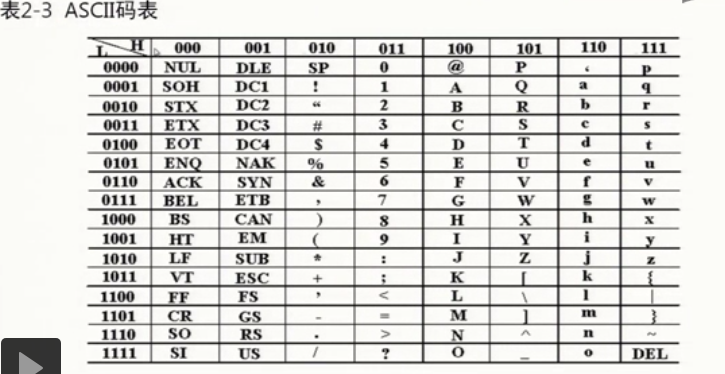 表2-3 ASCII码表
L H 000 001 010 011 100 101 110 111
0000 NUL DLE SP 0 @ P ‘ p
0001 SOH DC1 ! 1 A Q a q
0010 STX DC2 “ 2 B R b r
0011 ETX DC3 # 3 C S c s
0100 EOT DC4 $ 4 D T d t
0101 ENQ NAK % 5 E U e u
0110 ACK SYN & 6 F V f v
0111 BEL ETB ’ 7 G W g w
1000 BS CAN ) 8 H X h x
1001 HT EM ( 9 I Y i y
1010 LF SUB * : J Z j z
1011 VT ESC + ; K [ k {
1100 FF FS ’ < L \ l |
1101 CR GS - = M ] m }
1110 SO RS . > N ^ n ~
1111 SI US / ? O _ o DEL